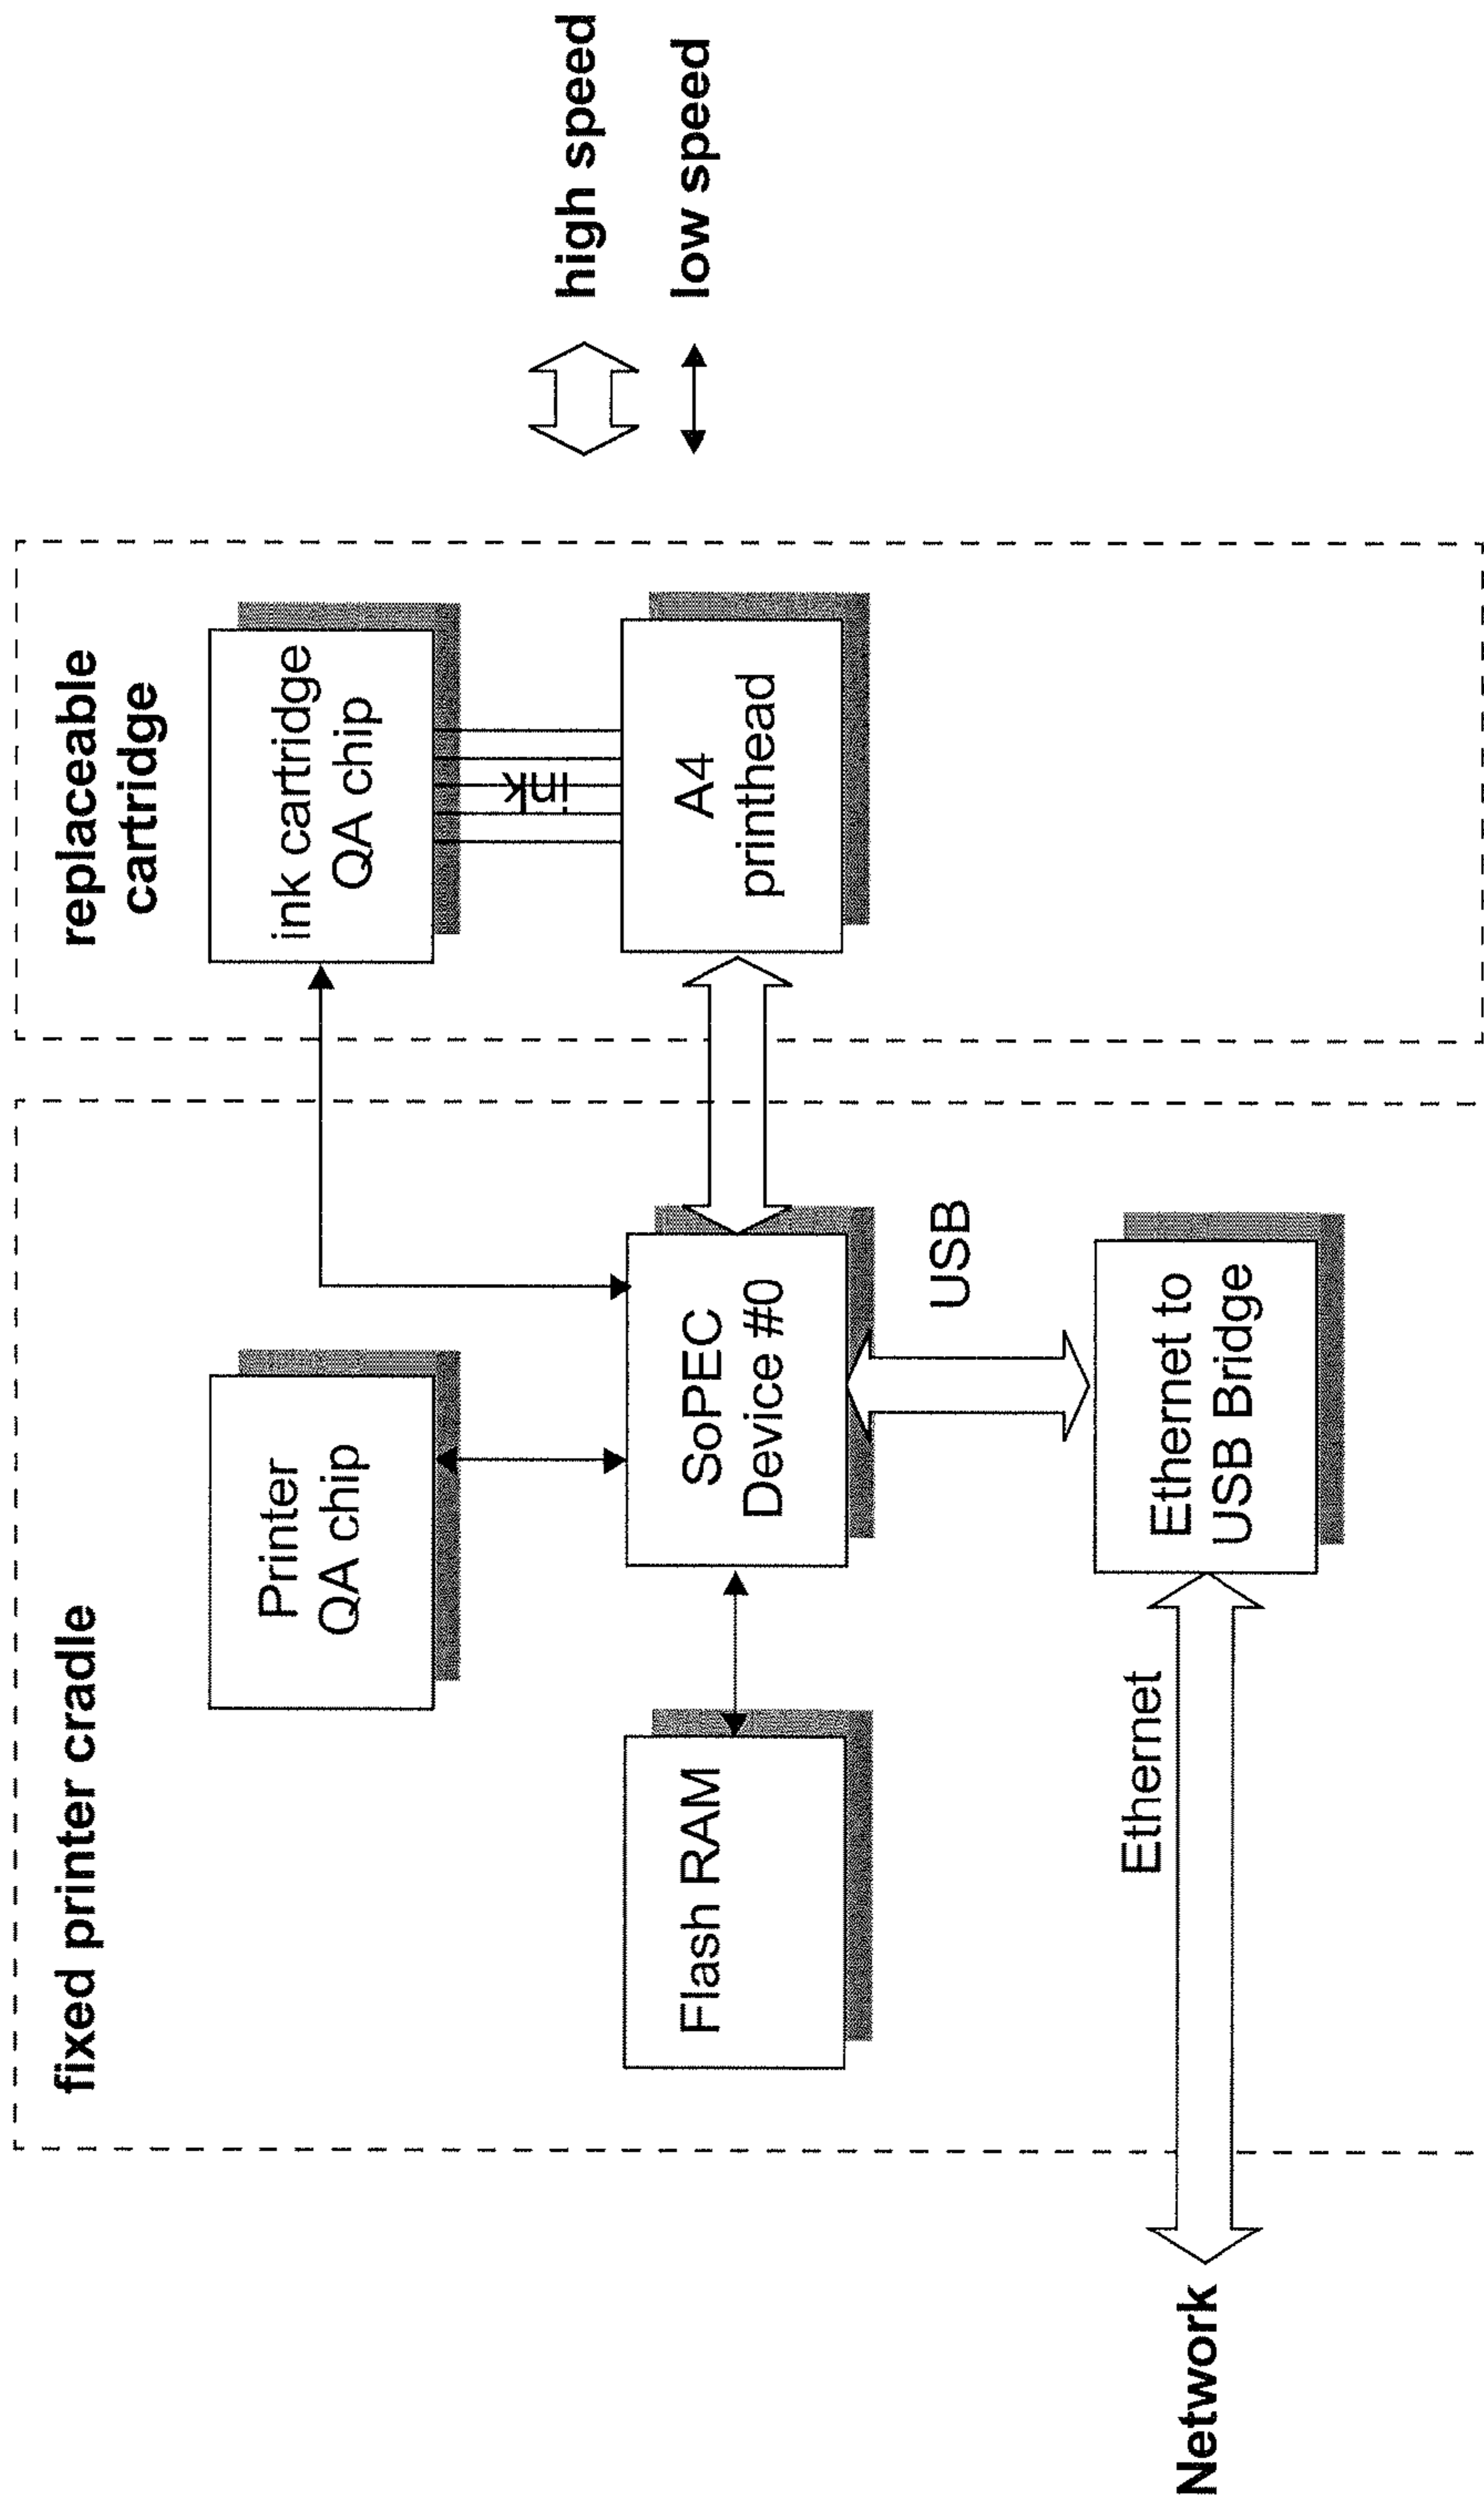 fixed printer cradle
replaceable
cartridge
Printer
QA chip
ink cartridge
QA chip
ink
high speed
low speed
Flash RAM
SoPEC
Device #0
A4
printhead
USB
Ethernet
Ethernet to
USB Bridge
Network